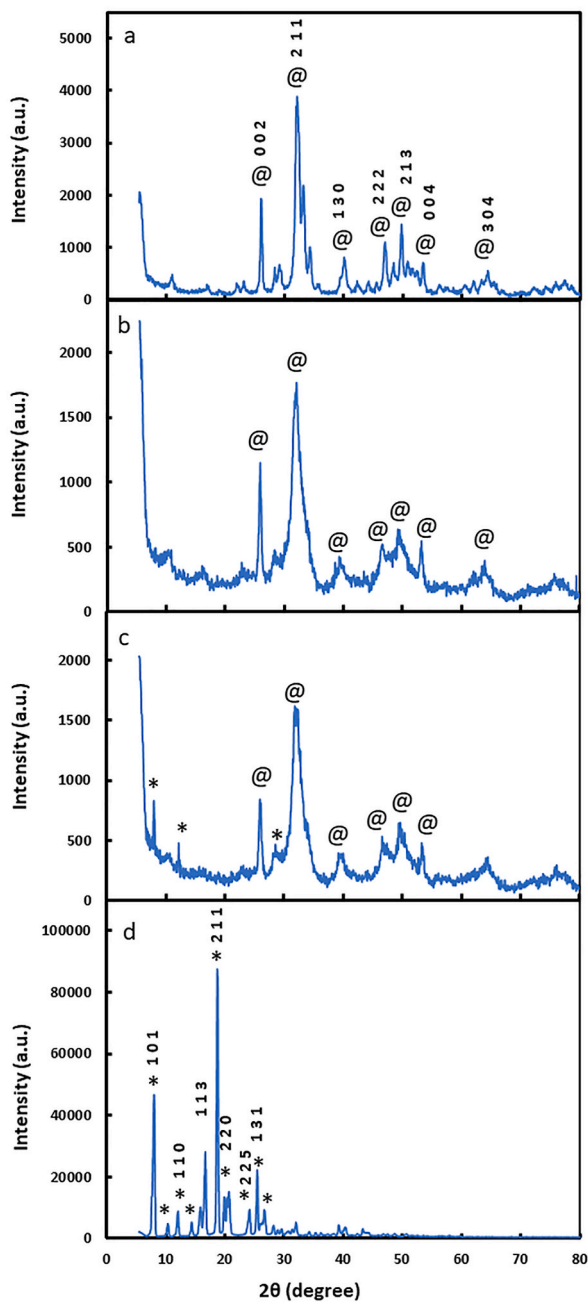 a
Intensity (a.u.)
5000
4000
3000
2000
1000
0
@ 0 0 2
@ 2 1 1
@ 1 3 0
@ 2 2 2
@ 2 1 3
@ 0 0 4
@ 3 0 4
b
Intensity (a.u.)
2000
1500
1000
500
0
@ @ @ @ @ @ @
c
Intensity (a.u.)
2000
1500
1000
500
0
* * @ * @ @ @ @ @
d
Intensity (a.u.)
100000
80000
60000
40000
20000
0
* 1 0 1
*
* 1 1 0
*
1 1 3
* 2 1 1
* 2 2 0
* 2 2 5
* 1 3 1
*
0 10 20 30 40 50 60 70 80
2θ (degree)